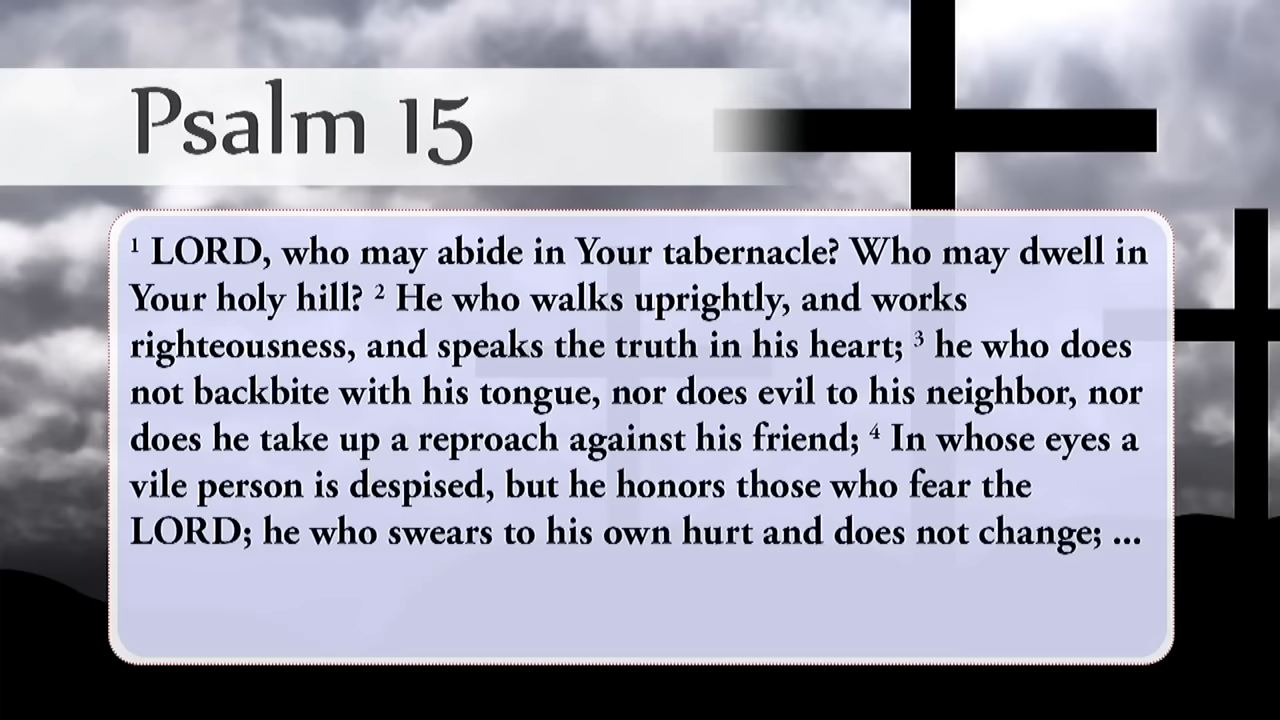 Psalm 15
¹ LORD, who may abide in Your tabernacle? Who may dwell in
Your holy hill? ² He who walks uprightly, and works
righteousness, and speaks the truth in his heart; ³ he who does
not backbite with his tongue, nor does evil to his neighbor, nor
does he take up a reproach against his friend; ⁴ In whose eyes a
vile person is despised, but he honors those who fear the
LORD; he who swears to his own hurt and does not change; ...